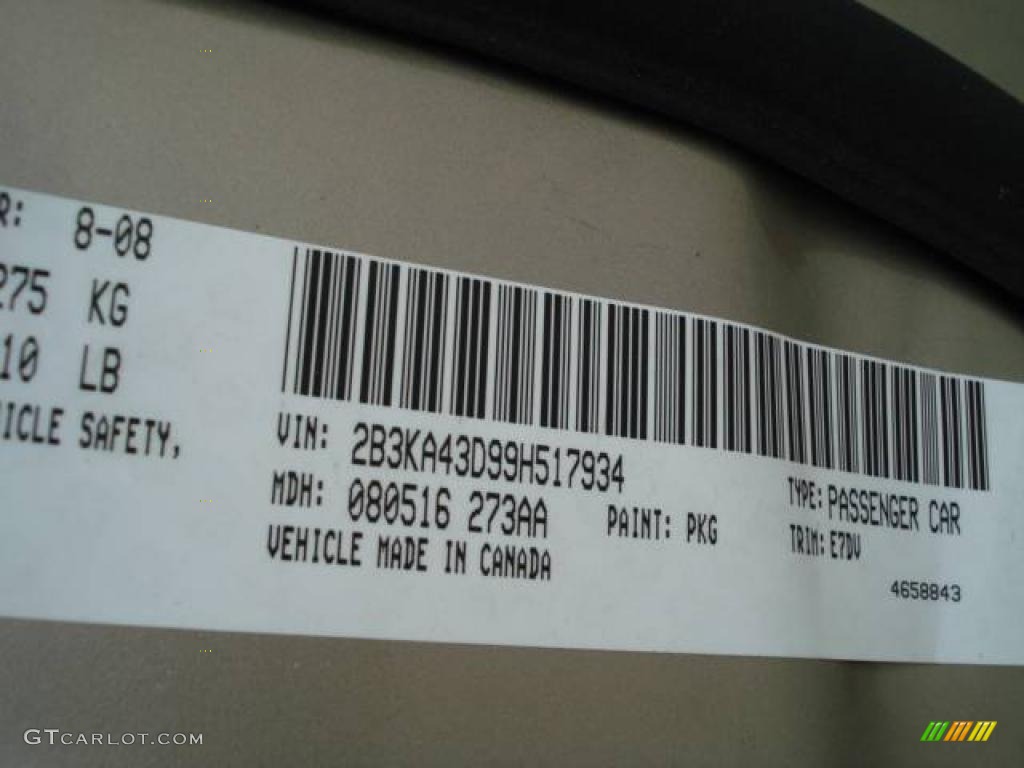 R: 8-08
275 KG
10 LB
ICLE SAFETY,
VIN: 2B3KA43D99H517934
MDH: 080516 273AA
PAINT: PKG
VEHICLE MADE IN CANADA
TYPE: PASSENGER CAR
TRIM: E7DV
4658843
GTCARLOT.COM